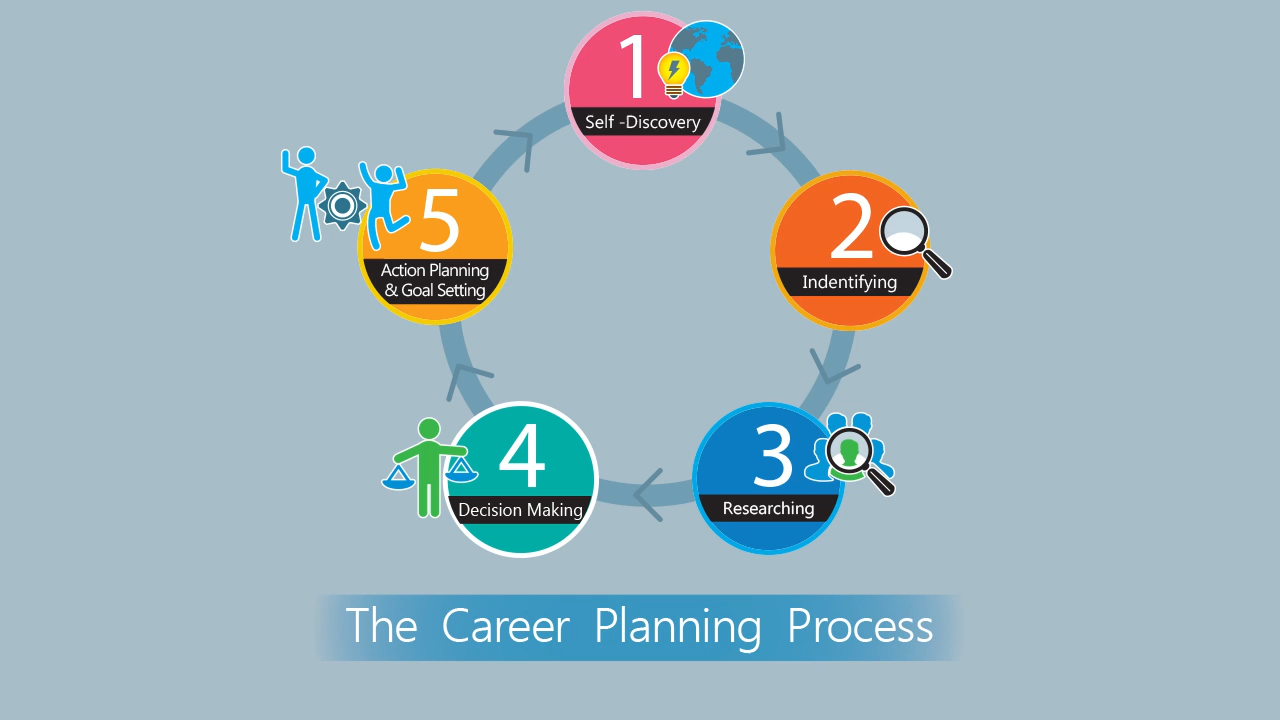 1
Self -Discovery
2
Indentifying
3
Researching
4
Decision Making
5
Action Planning
& Goal Setting
The Career Planning Process